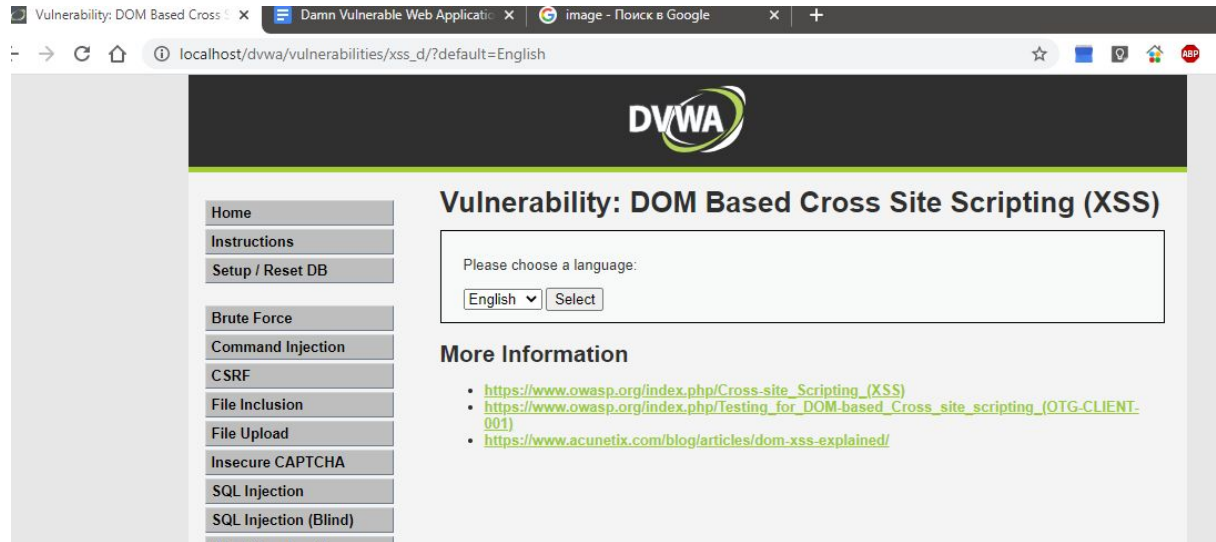 Vulnerability: DOM Based Cross S
Damn Vulnerable Web Applicatio
image - Поиск в Google
localhost/dvwa/vulnerabilities/xss_d/?default=English
ABP
DVWA
Home
Instructions
Setup / Reset DB
Brute Force
Command Injection
CSRF
File Inclusion
File Upload
Insecure CAPTCHA
SQL Injection
SQL Injection (Blind)
Vulnerability: DOM Based Cross Site Scripting (XSS)
Please choose a language:
English Select
More Information
https://www.owasp.org/index.php/Cross-site_Scripting_(XSS)
https://www.owasp.org/index.php/Testing_for_DOM-based_Cross_site_scripting_(OTG-CLIENT-
001)
https://www.acunetix.com/blog/articles/dom-xss-explained/